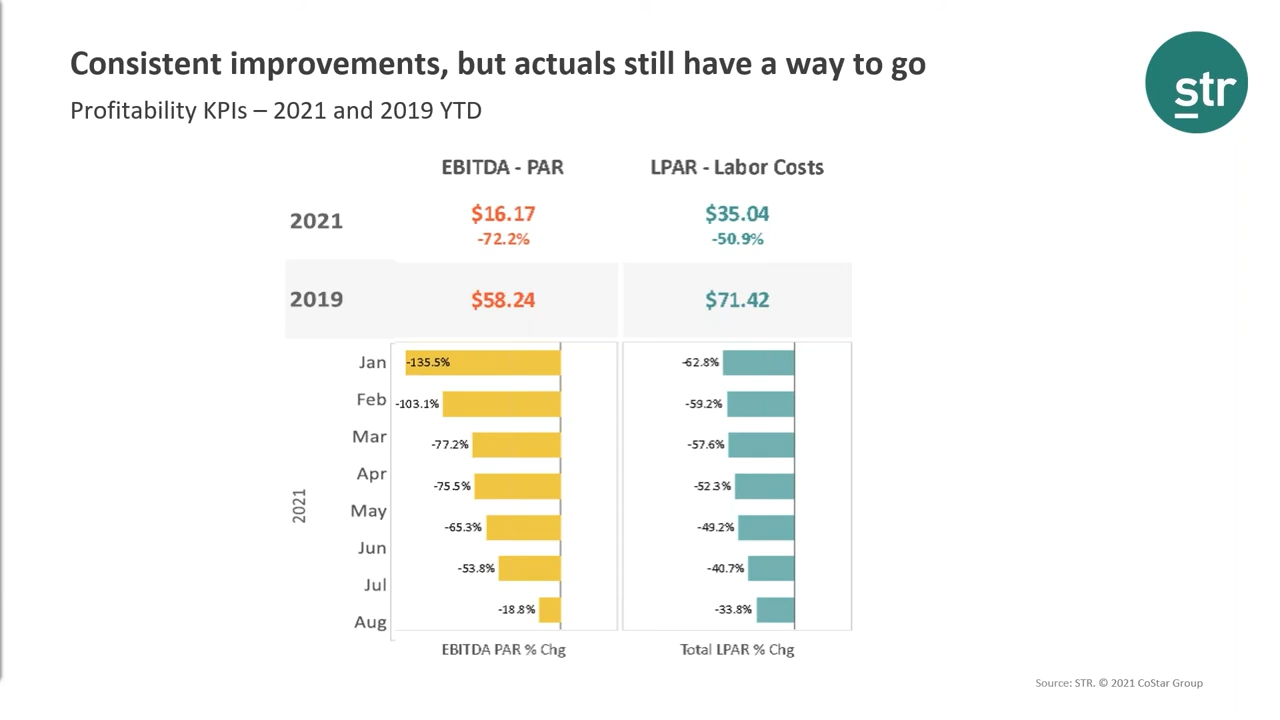 Consistent improvements, but actuals still have a way to go
Profitability KPIs – 2021 and 2019 YTD
str
EBITDA - PAR LPAR - Labor Costs
2021 $16.17 $35.04
-72.2% -50.9%
2019 $58.24 $71.42
Jan -135.5% -62.8%
Feb -103.1% -59.2%
Mar -77.2% -57.6%
Apr -75.5% -52.3%
May -65.3% -49.2%
Jun -53.8% -40.7%
Jul -18.8% -33.8%
Aug
2021
EBITDA PAR % Chg Total LPAR % Chg
Source: STR. © 2021 CoStar Group